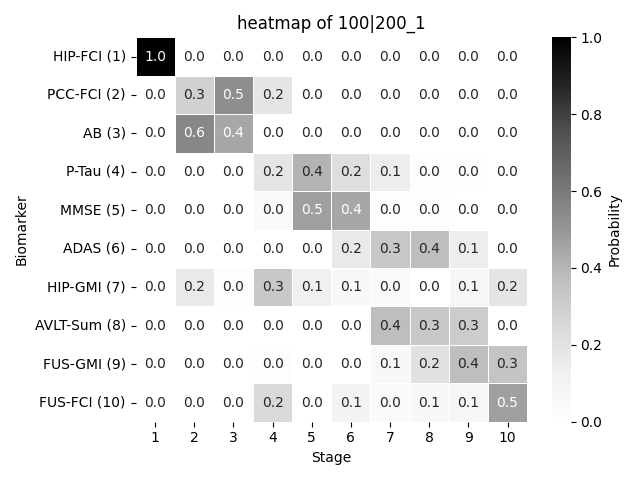 heatmap of 100|200_1
HIP-FCI (1) 1.0 0.0 0.0 0.0 0.0 0.0 0.0 0.0 0.0 0.0
PCC-FCI (2) 0.0 0.3 0.5 0.2 0.0 0.0 0.0 0.0 0.0 0.0
AB (3) 0.0 0.6 0.4 0.0 0.0 0.0 0.0 0.0 0.0 0.0
P-Tau (4) 0.0 0.0 0.0 0.2 0.4 0.2 0.1 0.0 0.0 0.0
MMSE (5) 0.0 0.0 0.0 0.0 0.5 0.4 0.0 0.0 0.0 0.0
ADAS (6) 0.0 0.0 0.0 0.0 0.0 0.2 0.3 0.4 0.1 0.0
HIP-GMI (7) 0.0 0.2 0.0 0.3 0.1 0.1 0.0 0.0 0.1 0.2
AVLT-Sum (8) 0.0 0.0 0.0 0.0 0.0 0.0 0.4 0.3 0.3 0.0
FUS-GMI (9) 0.0 0.0 0.0 0.0 0.0 0.0 0.1 0.2 0.4 0.3
FUS-FCI (10) 0.0 0.0 0.0 0.2 0.0 0.1 0.0 0.1 0.1 0.5
1 2 3 4 5 6 7 8 9 10
Stage
Biomarker
1.0
0.8
0.6
0.4
0.2
0.0
Probability